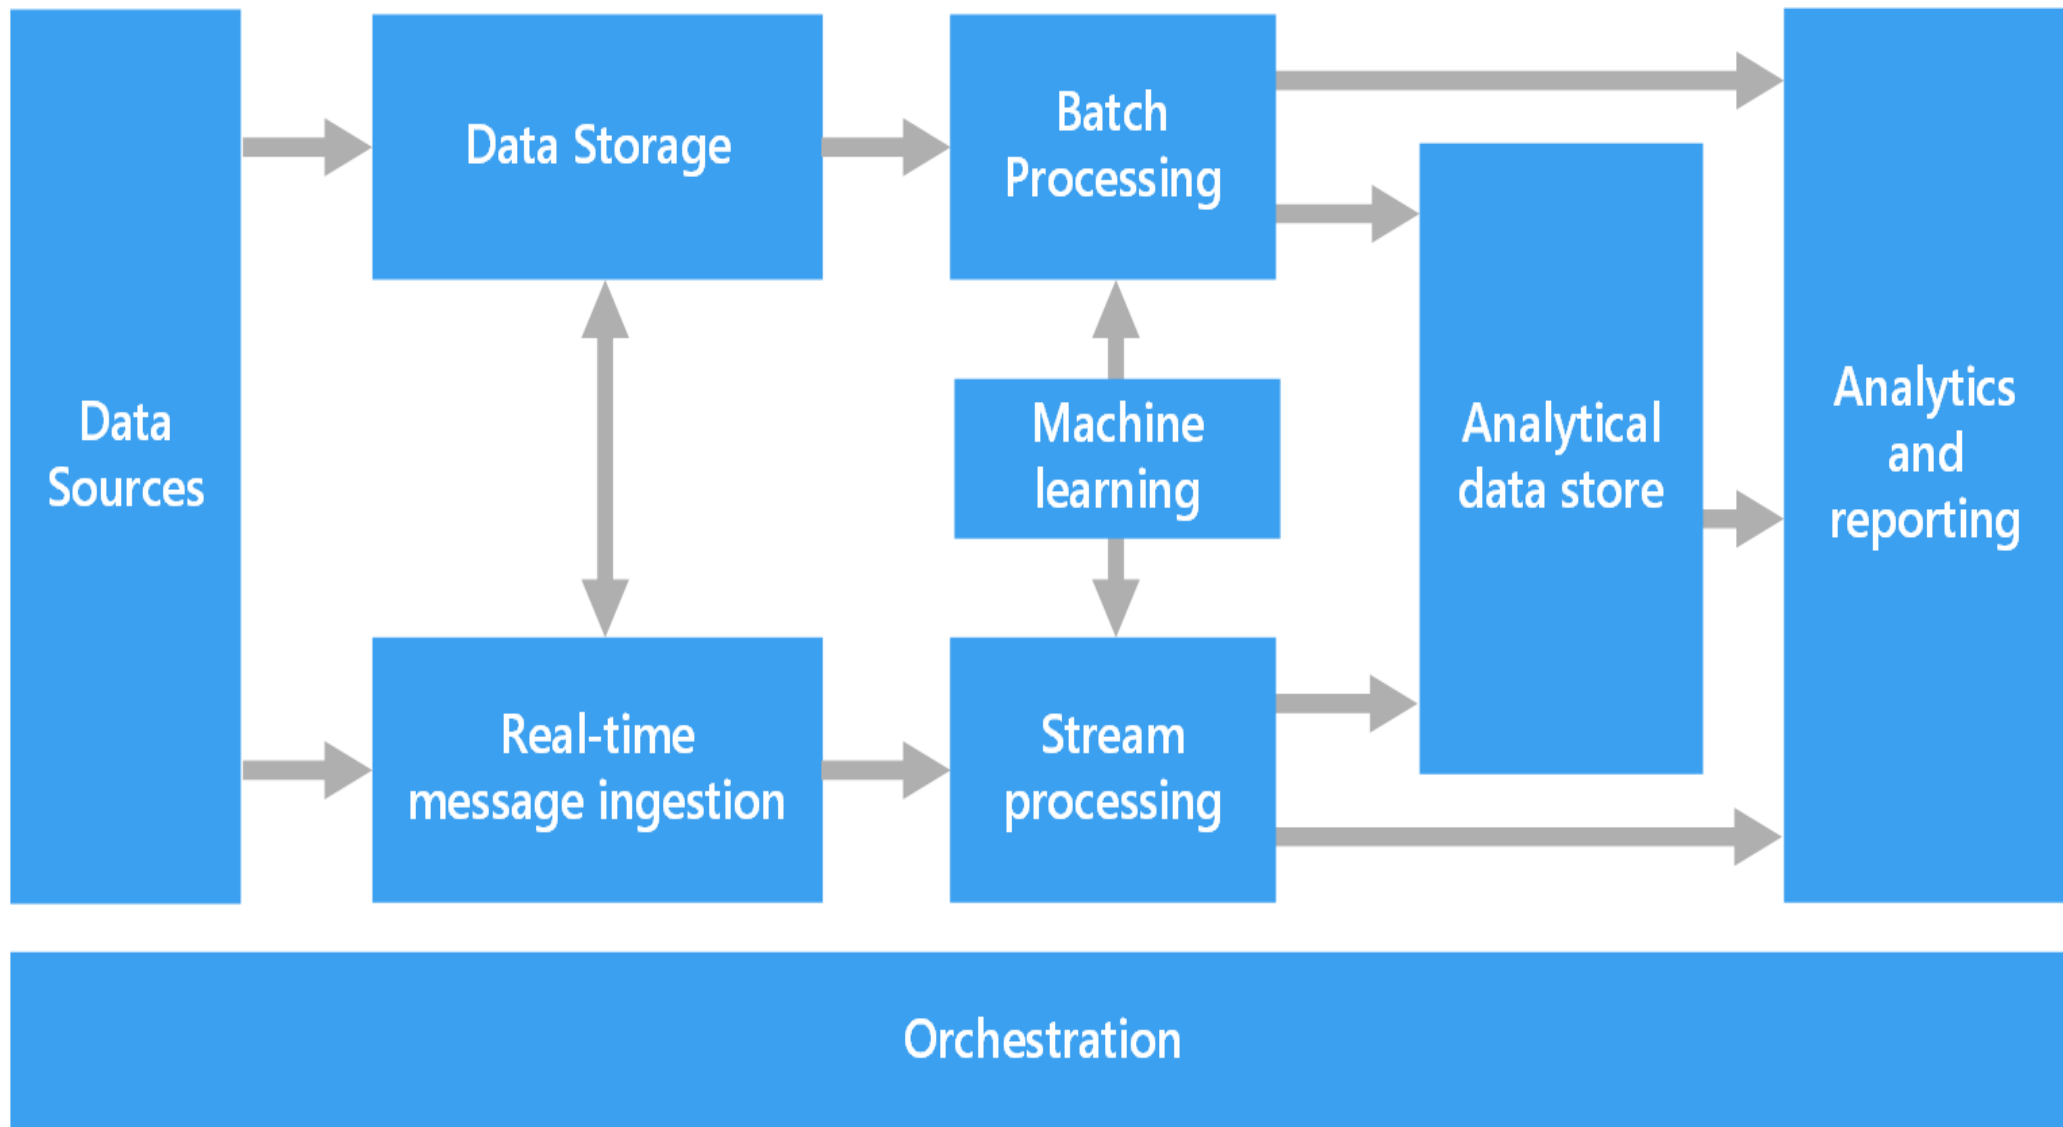 Data
Sources
Data Storage
Batch
Processing
Machine
learning
Real-time
message ingestion
Stream
processing
Analytical
data store
Analytics
and
reporting
Orchestration